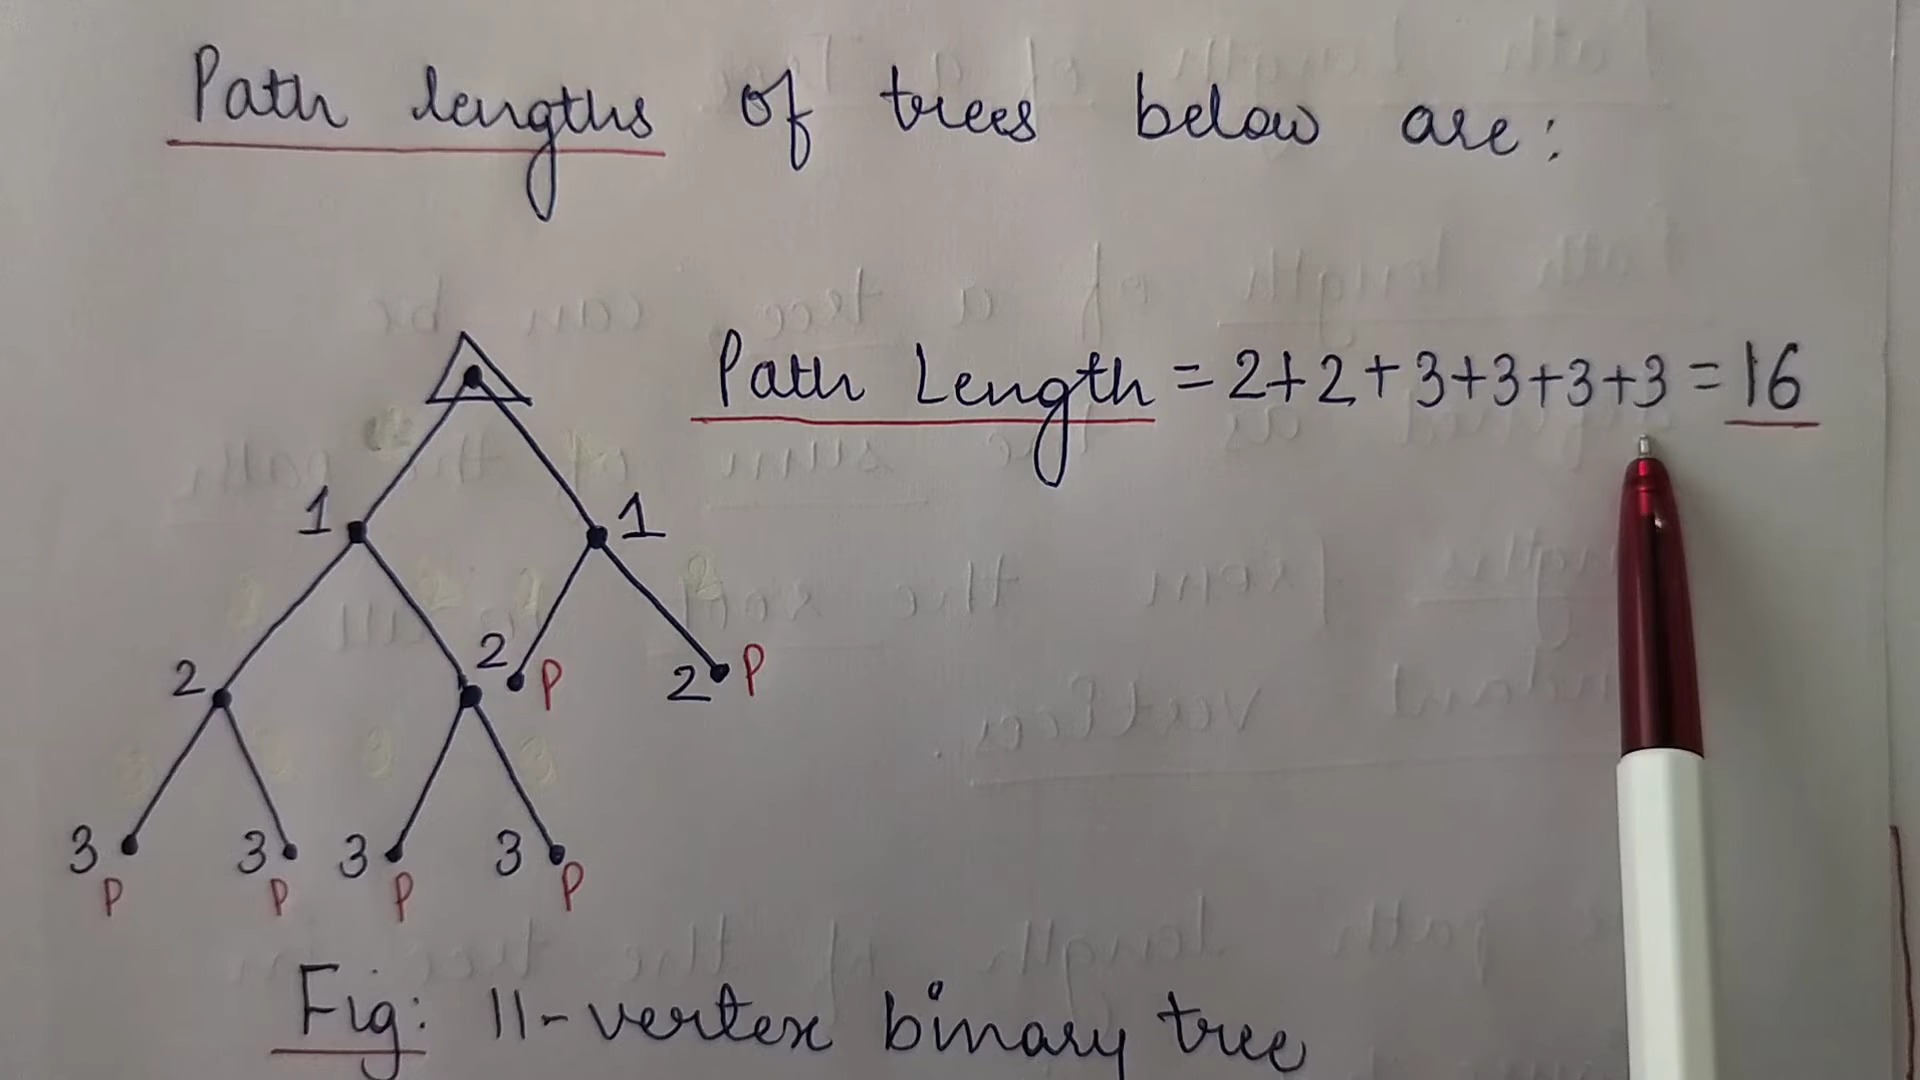 Path lengths of trees below are:
Path Length = 2+2+3+3+3+3 = 16
1 1
2 2 P 2 P
3 P 3 P 3 P 3 P
Fig: 11-vertex binary tree